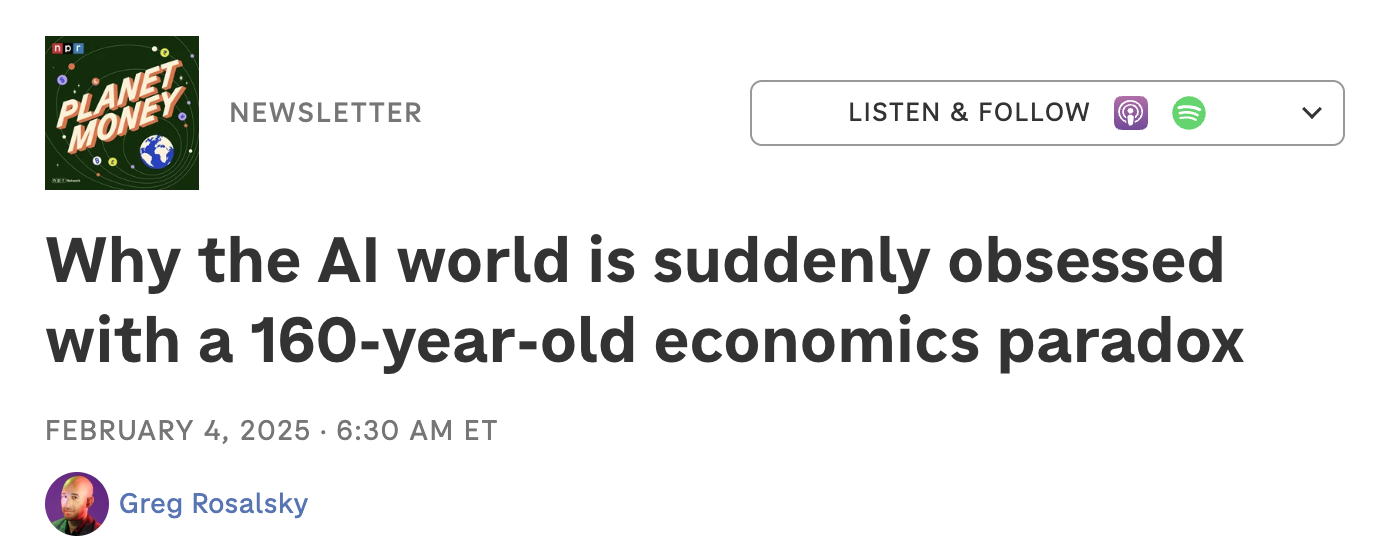 npr
PLANET
MONEY
NEWSLETTER
LISTEN & FOLLOW
Why the AI world is suddenly obsessed
with a 160-year-old economics paradox
FEBRUARY 4, 2025 · 6:30 AM ET
Greg Rosalsky